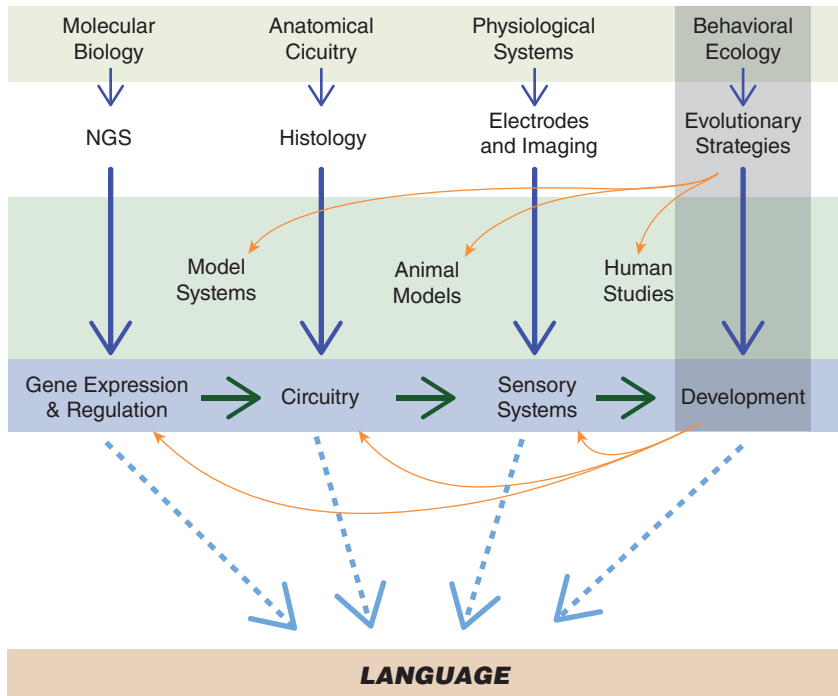 Molecular
Biology
Anatomical
Cicuitry
Physiological
Systems
Behavioral
Ecology
NGS
Histology
Electrodes
and Imaging
Evolutionary
Strategies
Model
Systems
Animal
Models
Human
Studies
Gene Expression
& Regulation
Circuitry
Sensory
Systems
Development
LANGUAGE